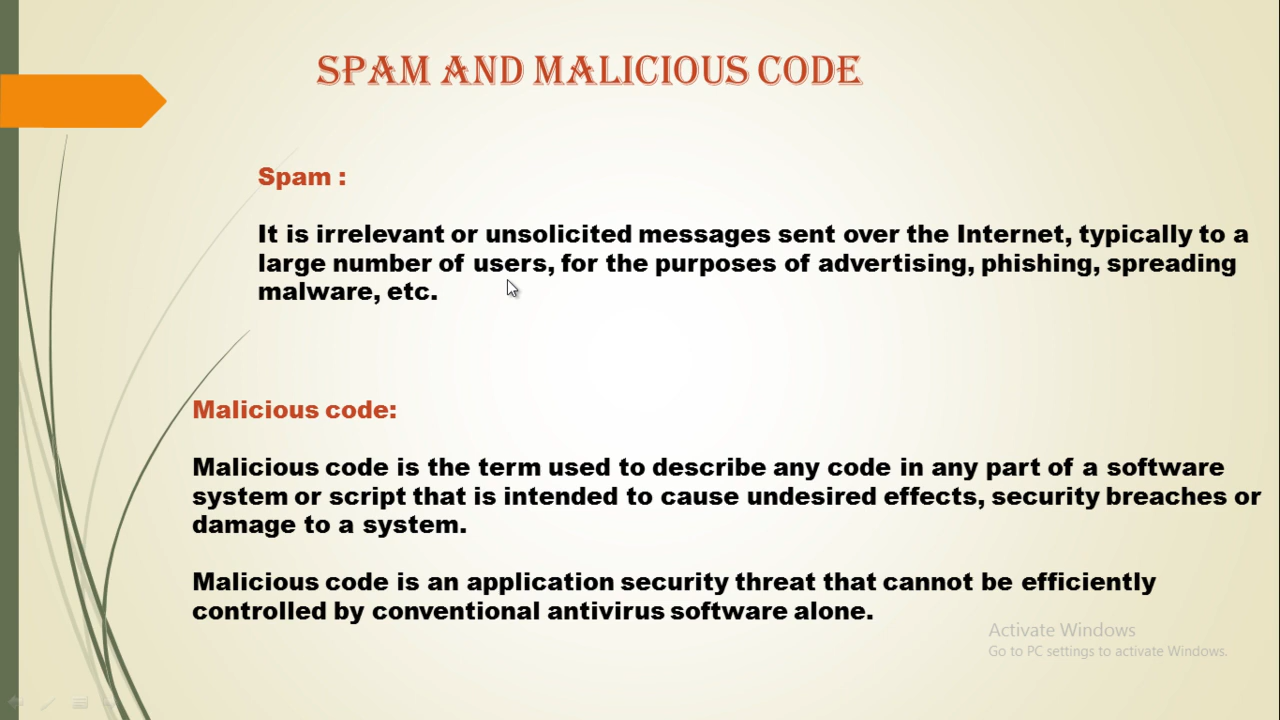 SPAM AND MALICIOUS CODE
Spam :
It is irrelevant or unsolicited messages sent over the Internet, typically to a
large number of users, for the purposes of advertising, phishing, spreading
malware, etc.
Malicious code:
Malicious code is the term used to describe any code in any part of a software
system or script that is intended to cause undesired effects, security breaches or
damage to a system.
Malicious code is an application security threat that cannot be efficiently
controlled by conventional antivirus software alone.
Activate Windows
Go to PC settings to activate Windows.